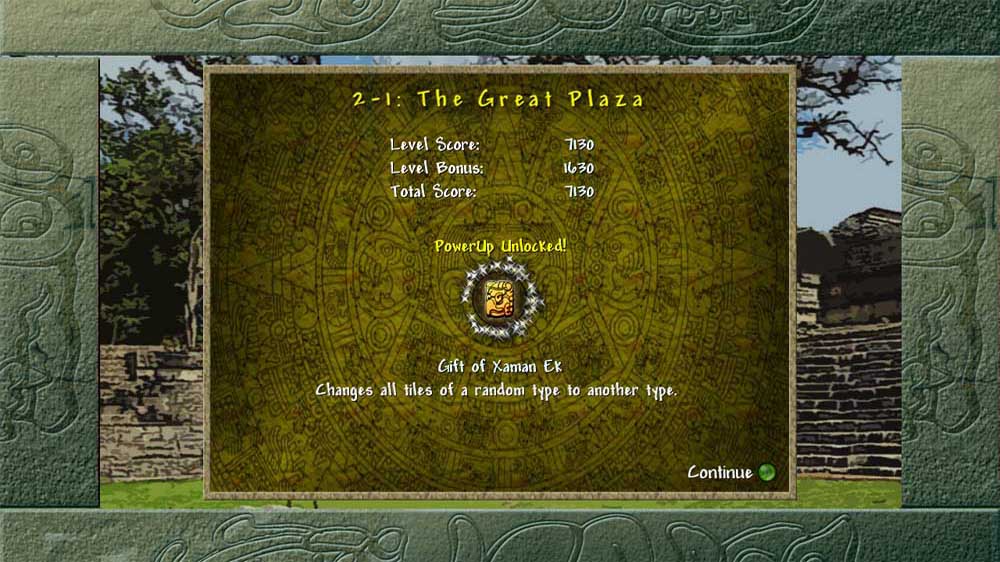 2-1: The Great Plaza
Level Score: 7130
Level Bonus: 1630
Total Score: 7130
PowerUp Unlocked!
Gift of Xaman Ek
Changes all tiles of a random type to another type.
Continue